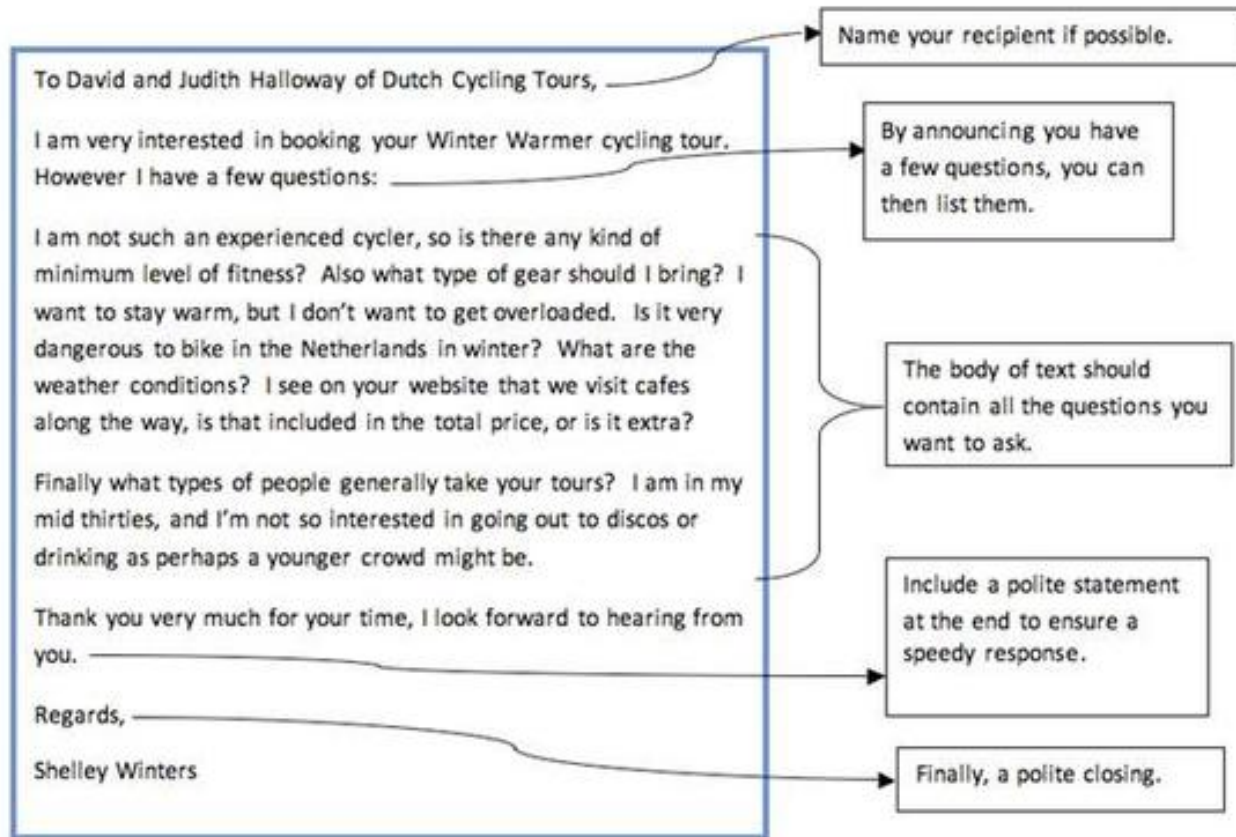 To David and Judith Halloway of Dutch Cycling Tours,
I am very interested in booking your Winter Warmer cycling tour.
However I have a few questions:
I am not such an experienced cycler, so is there any kind of
minimum level of fitness?  Also what type of gear should I bring?  I
want to stay warm, but I don't want to get overloaded.  Is it very
dangerous to bike in the Netherlands in winter?  What are the
weather conditions?  I see on your website that we visit cafes
along the way, is that included in the total price, or is it extra?
Finally what types of people generally take your tours?  I am in my
mid thirties, and I'm not so interested in going out to discos or
drinking as perhaps a younger crowd might be.
Thank you very much for your time, I look forward to hearing from
you.
Regards,
Shelley Winters
Name your recipient if possible.
By announcing you have
a few questions, you can
then list them.
The body of text should
contain all the questions you
want to ask.
Include a polite statement
at the end to ensure a
speedy response.
Finally, a polite closing.